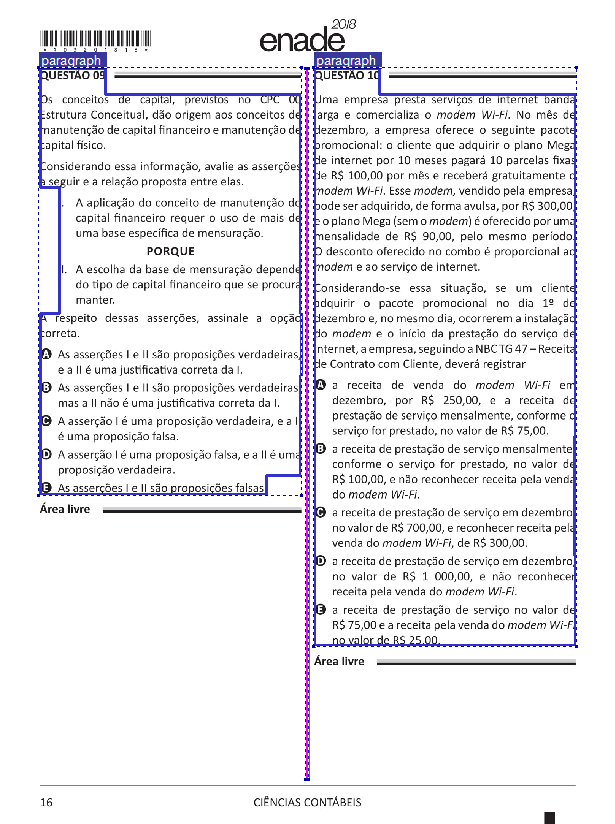 *R09201816*
enade 2018
paragraph
QUESTÃO 09
Os conceitos de capital, previstos no CPC 00
Estrutura Conceitual, dão origem aos conceitos de
manutenção de capital financeiro e manutenção de
capital físico.
Considerando essa informação, avalie as asserções
a seguir e a relação proposta entre elas.
I. A aplicação do conceito de manutenção do
capital financeiro requer o uso de mais de
uma base específica de mensuração.
PORQUE
II. A escolha da base de mensuração depende
do tipo de capital financeiro que se procura
manter.
A respeito dessas asserções, assinale a opção
correta.
A As asserções I e II são proposições verdadeiras,
e a II é uma justificativa correta da I.
B As asserções I e II são proposições verdadeiras,
mas a II não é uma justificativa correta da I.
C A asserção I é uma proposição verdadeira, e a II
é uma proposição falsa.
D A asserção I é uma proposição falsa, e a II é uma
proposição verdadeira.
E As asserções I e II são proposições falsas.
Área livre
paragraph
QUESTÃO 10
Uma empresa presta serviços de internet banda
larga e comercializa o modem Wi-Fi. No mês de
dezembro, a empresa oferece o seguinte pacote
promocional: o cliente que adquirir o plano Mega
de internet por 10 meses pagará 10 parcelas fixas
de R$ 100,00 por mês e receberá gratuitamente o
modem Wi-Fi. Esse modem, vendido pela empresa,
pode ser adquirido, de forma avulsa, por R$ 300,00,
e o plano Mega (sem o modem) é oferecido por uma
mensalidade de R$ 90,00, pelo mesmo período.
O desconto oferecido no combo é proporcional ao
modem e ao serviço de internet.
Considerando-se essa situação, se um cliente
adquirir o pacote promocional no dia 1º de
dezembro e, no mesmo dia, ocorrerem a instalação
do modem e o início da prestação do serviço de
internet, a empresa, seguindo a NBC TG 47 – Receita
de Contrato com Cliente, deverá registrar
A a receita de venda do modem Wi-Fi em
dezembro, por R$ 250,00, e a receita de
prestação de serviço mensalmente, conforme o
serviço for prestado, no valor de R$ 75,00.
B a receita de prestação de serviço mensalmente,
conforme o serviço for prestado, no valor de
R$ 100,00, e não reconhecer receita pela venda
do modem Wi-Fi.
C a receita de prestação de serviço em dezembro,
no valor de R$ 700,00, e reconhecer receita pela
venda do modem Wi-Fi, de R$ 300,00.
D a receita de prestação de serviço em dezembro,
no valor de R$ 1 000,00, e não reconhecer
receita pela venda do modem Wi-Fi.
E a receita de prestação de serviço no valor de
R$ 75,00 e a receita pela venda do modem Wi-Fi
no valor de R$ 25,00.
Área livre
16
CIÊNCIAS CONTÁBEIS